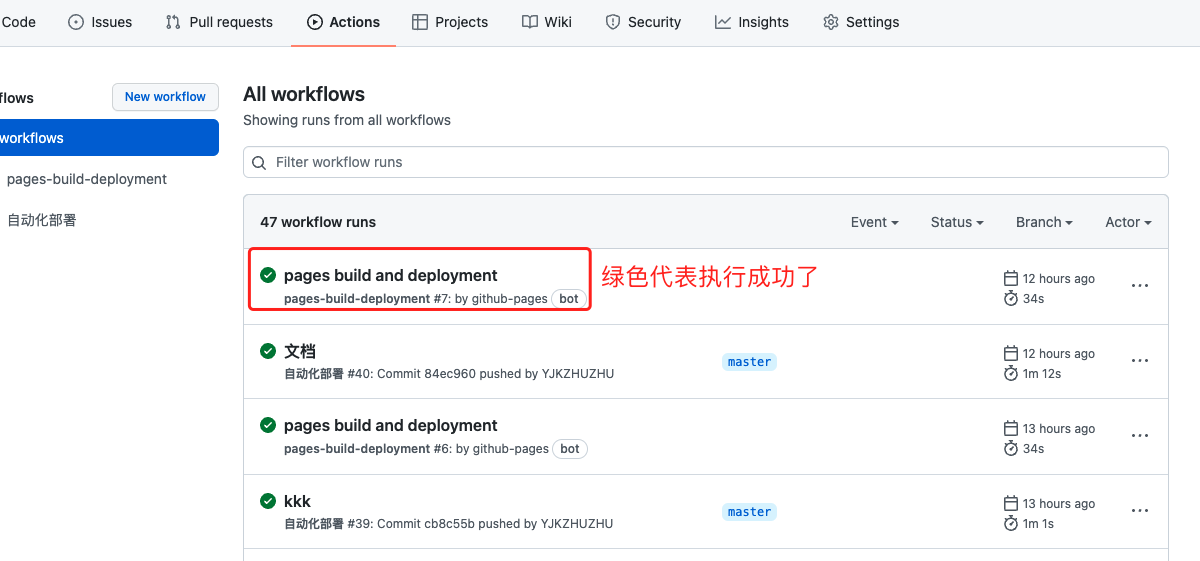 Code Issues Pull requests Actions Projects Wiki Security Insights Settings
flows New workflow
workflows
pages-build-deployment
自动化部署
All workflows
Showing runs from all workflows
Filter workflow runs
47 workflow runs Event Status Branch Actor
pages build and deployment
pages-build-deployment #7: by github-pages bot
绿色代表执行成功了
12 hours ago
34s
文档
自动化部署 #40: Commit 84ec960 pushed by YJKZHUZHU
master
12 hours ago
1m 12s
pages build and deployment
pages-build-deployment #6: by github-pages bot
13 hours ago
34s
kkk
自动化部署 #39: Commit cb8c55b pushed by YJKZHUZHU
master
13 hours ago
1m 1s